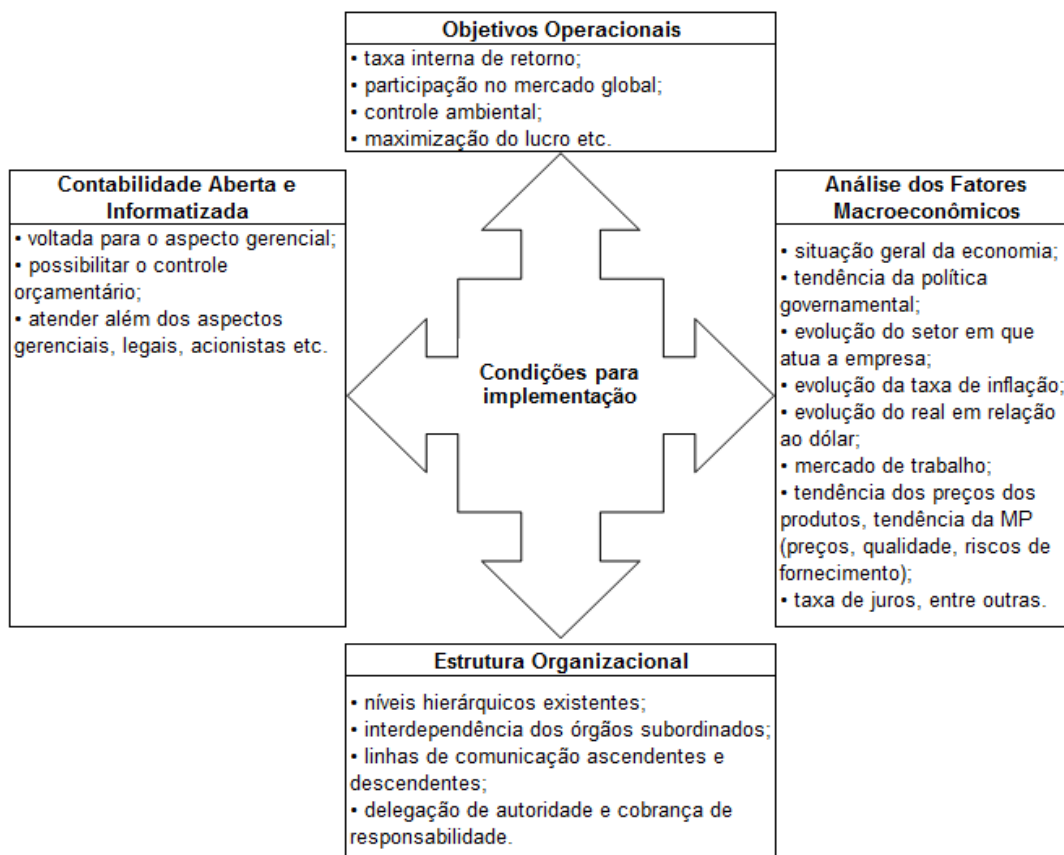 Objetivos Operacionais
• taxa interna de retorno;
• participação no mercado global;
• controle ambiental;
• maximização do lucro etc.
Contabilidade Aberta e
Informatizada
• voltada para o aspecto gerencial;
• possibilitar o controle
orçamentário;
• atender além dos aspectos
gerenciais, legais, acionistas etc.
Condições para
implementação
Análise dos Fatores
Macroeconômicos
• situação geral da economia;
• tendência da política
governamental;
• evolução do setor em que
atua a empresa;
• evolução da taxa de inflação;
• evolução do real em relação
ao dólar;
• mercado de trabalho;
• tendência dos preços dos
produtos, tendência da MP
(preços, qualidade, riscos de
fornecimento);
• taxa de juros, entre outras.
Estrutura Organizacional
• níveis hierárquicos existentes;
• interdependência dos órgãos subordinados;
• linhas de comunicação ascendentes e
descendentes;
• delegação de autoridade e cobrança de
responsabilidade.